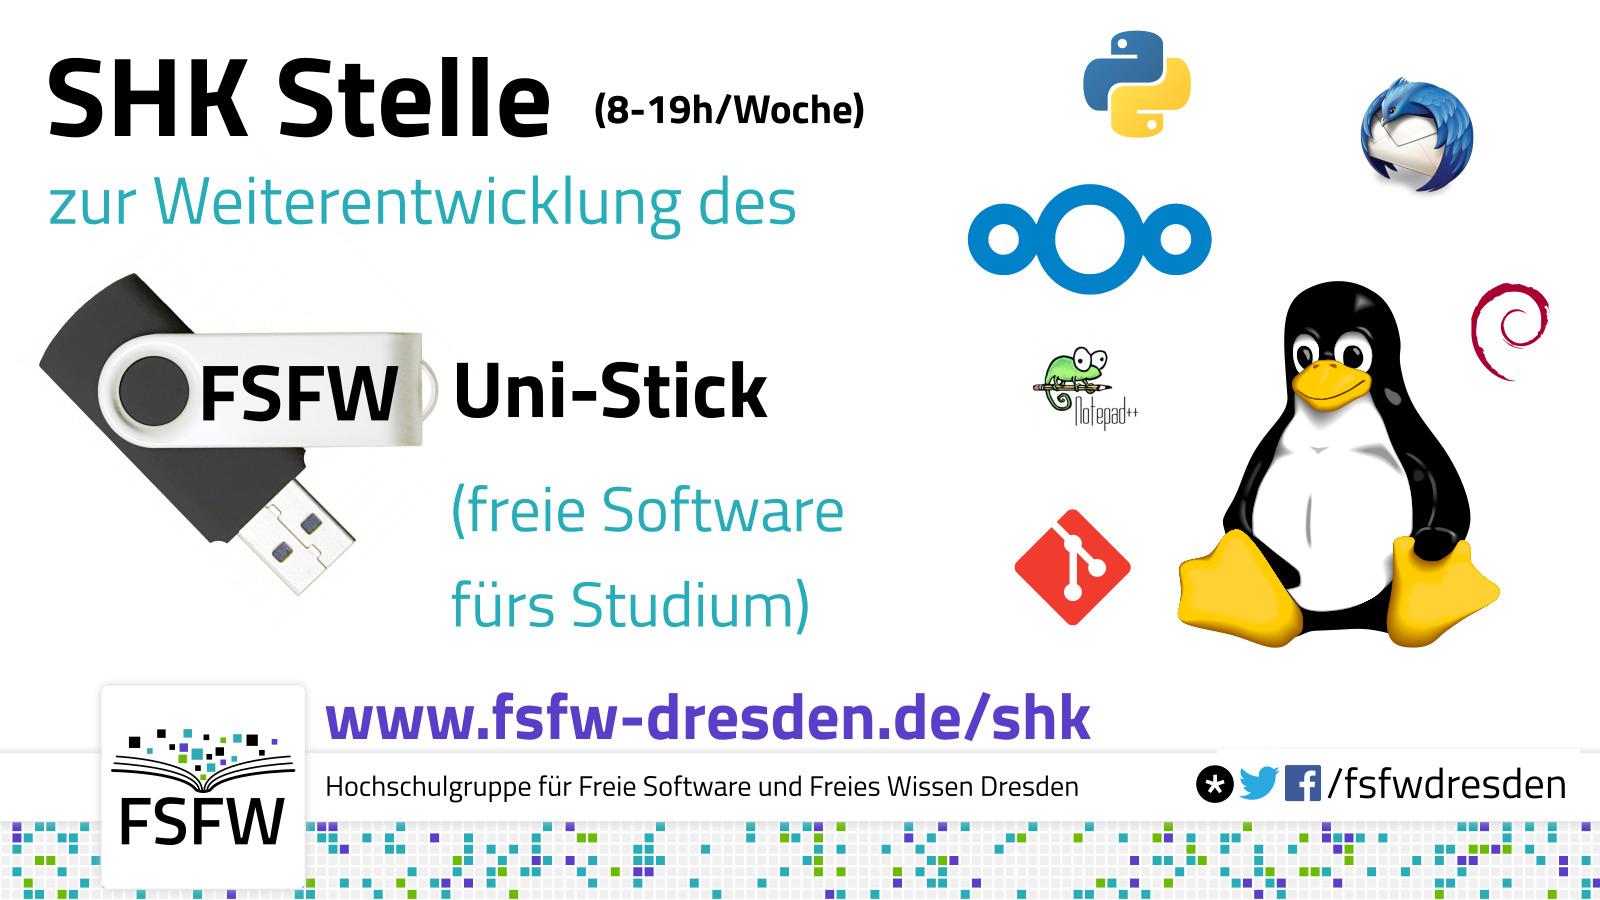 SHK Stelle (8-19h/Woche)
zur Weiterentwicklung des
FSFW Uni-Stick
(freie Software
fürs Studium)
Notepad++
www.fsfw-dresden.de/shk
Hochschulgruppe für Freie Software und Freies Wissen Dresden
/fsfwdresden
FSFW